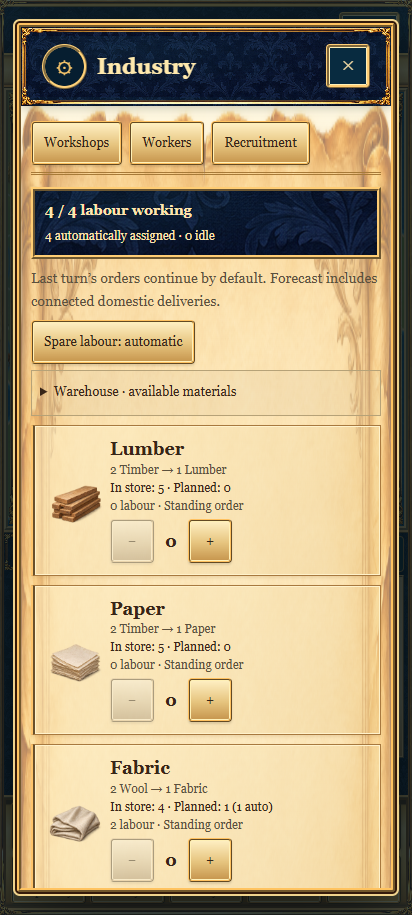 Industry
×
Workshops
Workers
Recruitment
4 / 4 labour working
4 automatically assigned · 0 idle
Last turn's orders continue by default. Forecast includes
connected domestic deliveries.
Spare labour: automatic
▶ Warehouse · available materials
Lumber
2 Timber → 1 Lumber
In store: 5 · Planned: 0
0 labour · Standing order
− 0 +
Paper
2 Timber → 1 Paper
In store: 5 · Planned: 0
0 labour · Standing order
− 0 +
Fabric
2 Wool → 1 Fabric
In store: 4 · Planned: 1 (1 auto)
2 labour · Standing order
− 0 +